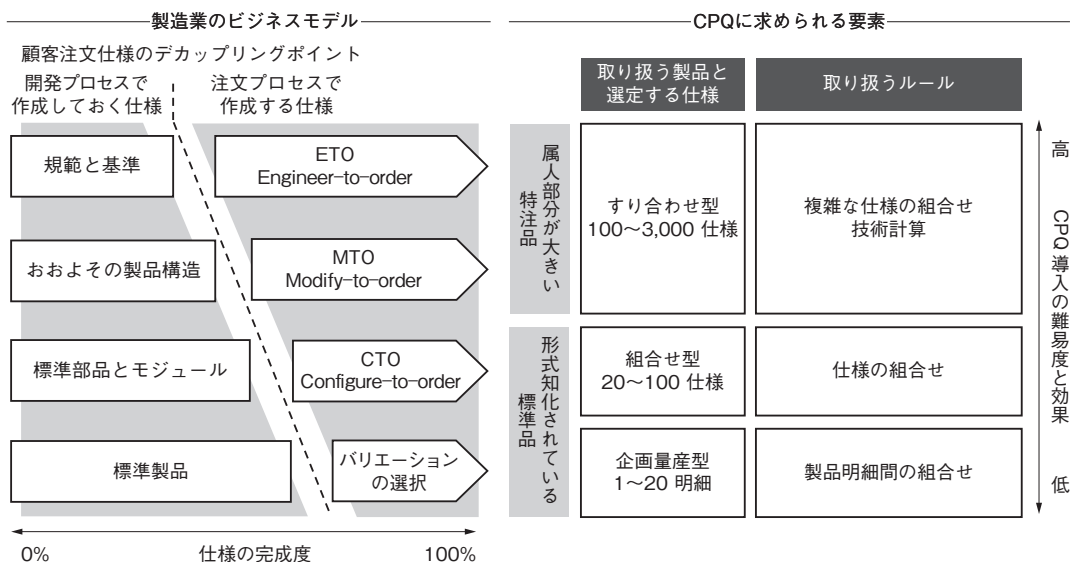 製造業のビジネスモデル
顧客注文仕様のデカップリングポイント
開発プロセスで
作成しておく仕様
注文プロセスで
作成する仕様
規範と基準
ETO
Engineer-to-order
おおよその製品構造
MTO
Modify-to-order
標準部品とモジュール
CTO
Configure-to-order
標準製品
バリエーション
の選択
0%
仕様の完成度
100%
CPQに求められる要素
取り扱う製品と
選定する仕様
取り扱うルール
属人部分が大きい
特注品
すり合わせ型
100〜3,000 仕様
複雑な仕様の組合せ
技術計算
形式知化されている
標準品
組合せ型
20〜100 仕様
仕様の組合せ
企画量産型
1〜20 明細
製品明細間の組合せ
高
CPQ導入の難易度と効果
低